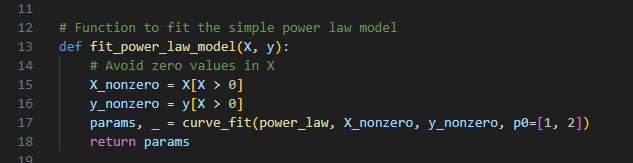 11
12 # Function to fit the simple power law model
13 def fit_power_law_model(X, y):
14     # Avoid zero values in X
15     X_nonzero = X[X > 0]
16     y_nonzero = y[X > 0]
17     params, _ = curve_fit(power_law, X_nonzero, y_nonzero, p0=[1, 2])
18     return params
19